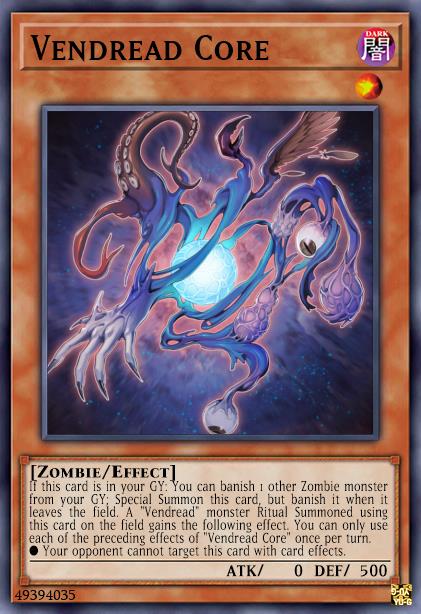 Vendread Core
DARK
闇
[Zombie/Effect]
If this card is in your GY: You can banish 1 other Zombie monster
from your GY; Special Summon this card, but banish it when it
leaves the field. A "Vendread" monster Ritual Summoned using
this card on the field gains the following effect. You can only use
each of the preceding effects of "Vendread Core" once per turn.
● Your opponent cannot target this card with card effects.
ATK/ 0 DEF/ 500
49394035